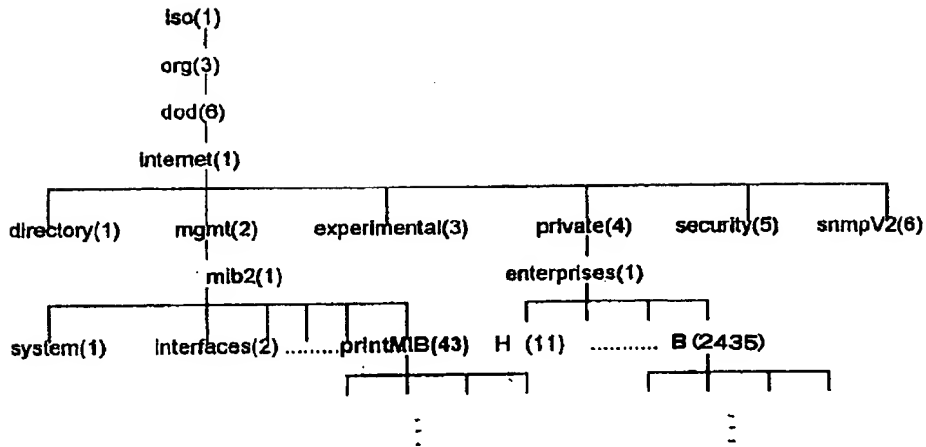 iso(1)
org(3)
dod(6)
internet(1)
directory(1) mgmt(2) experimental(3) private(4) security(5) snmpV2(6)
mib2(1) enterprises(1)
system(1) interfaces(2) .........printMIB(43) H (11) ........... B (2435)